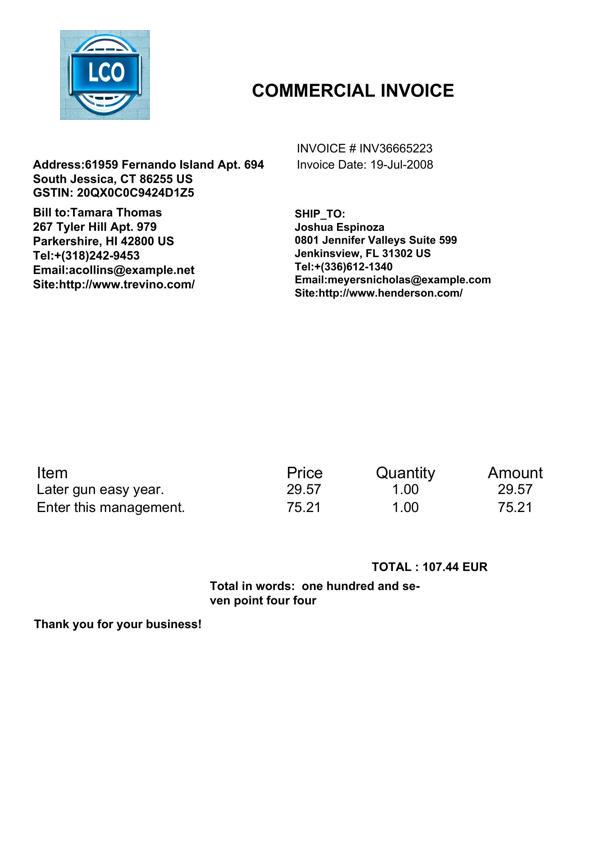 LCO
COMMERCIAL INVOICE
INVOICE # INV36665223
Invoice Date: 19-Jul-2008
Address:61959 Fernando Island Apt. 694
South Jessica, CT 86255 US
GSTIN: 20QX0C0C9424D1Z5
Bill to:Tamara Thomas
267 Tyler Hill Apt. 979
Parkershire, HI 42800 US
Tel:+(318)242-9453
Email:acollins@example.net
Site:http://www.trevino.com/
SHIP_TO:
Joshua Espinoza
0801 Jennifer Valleys Suite 599
Jenkinsview, FL 31302 US
Tel:+(336)612-1340
Email:meyersnicholas@example.com
Site:http://www.henderson.com/
Item Price Quantity Amount
Later gun easy year. 29.57 1.00 29.57
Enter this management. 75.21 1.00 75.21
TOTAL : 107.44 EUR
Total in words:  one hundred and se-
ven point four four
Thank you for your business!